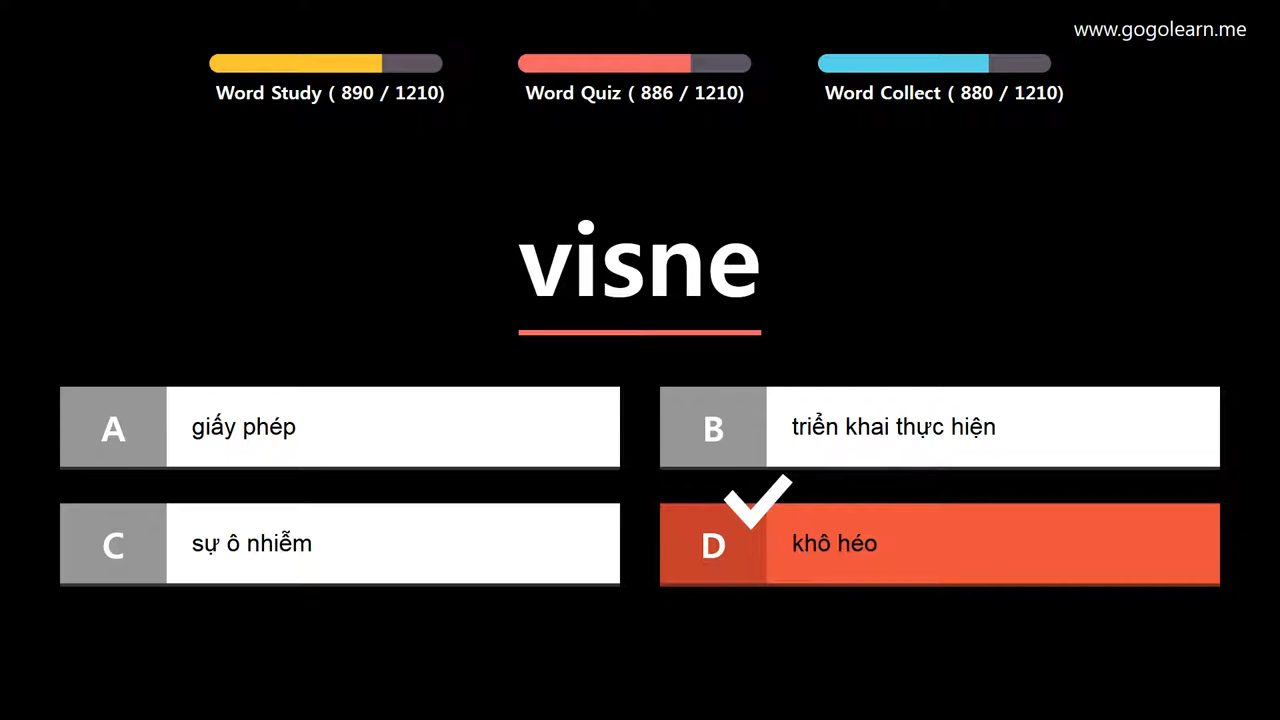 www.gogolearn.me
Word Study ( 890 / 1210)
Word Quiz ( 886 / 1210)
Word Collect ( 880 / 1210)
visne
A giấy phép
B triển khai thực hiện
C sự ô nhiễm
D khô héo